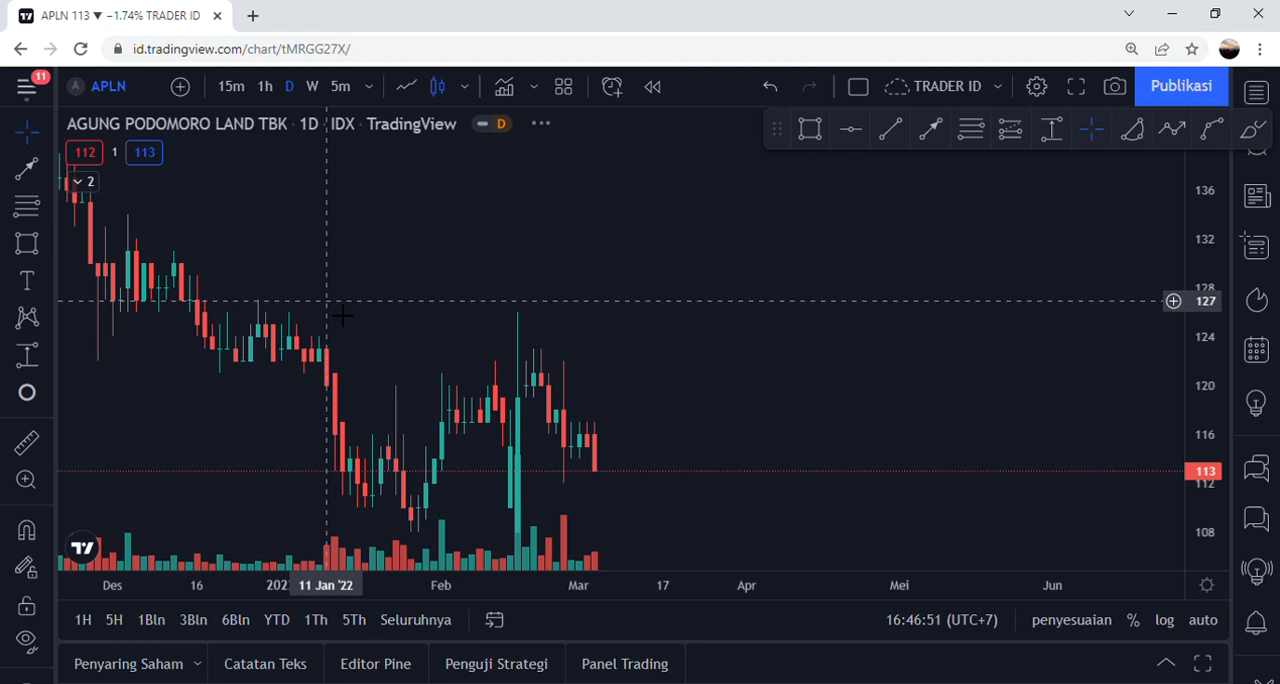 APLN 113 ▼ −1.74% TRADER ID
id.tradingview.com/chart/tMRGG27X/
11
A APLN
15m 1h D W 5m
TRADER ID
Publikasi
AGUNG PODOMORO LAND TBK · 1D · IDX · TradingView
D
112 1 113
2
136
132
128
127
124
120
116
113
112
108
Des 16 202 11 Jan '22 Feb Mar 17 Apr Mei Jun
1H 5H 1Bln 3Bln 6Bln YTD 1Th 5Th Seluruhnya
16:46:51 (UTC+7) penyesuaian % log auto
Penyaring Saham Catatan Teks Editor Pine Penguji Strategi Panel Trading